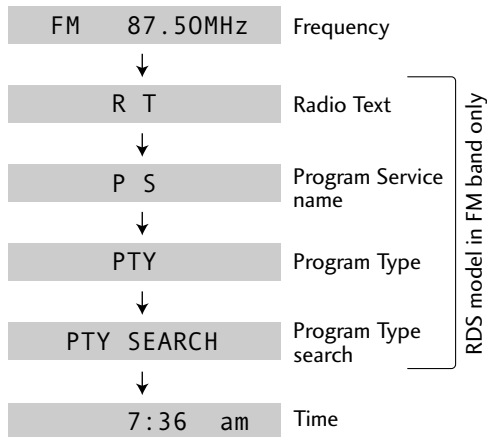 FM 87.50MHz Frequency
R T Radio Text
P S Program Service
name
PTY Program Type
PTY SEARCH Program Type
search
7:36 am Time
RDS model in FM band only